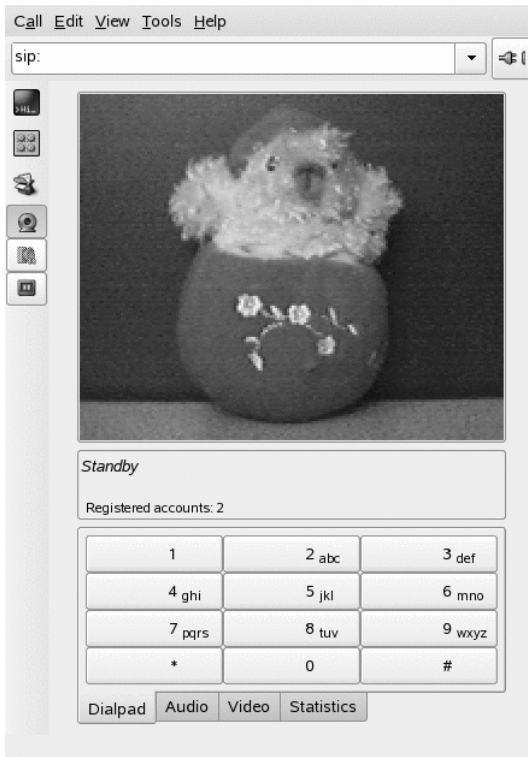 Call Edit View Tools Help
sip:
Standby
Registered accounts: 2
1 2 abc 3 def
4 ghi 5 jkl 6 mno
7 pqrs 8 tuv 9 wxyz
* 0 #
Dialpad Audio Video Statistics